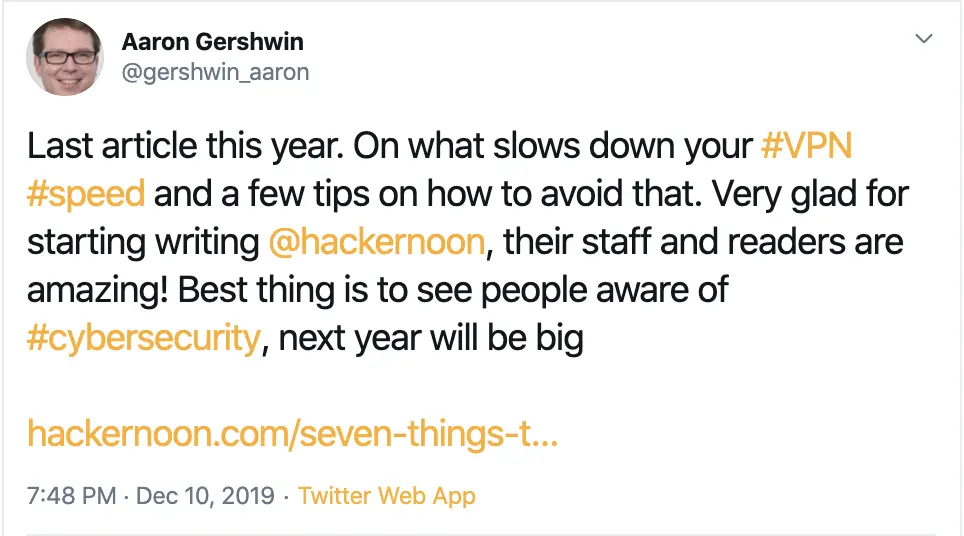 Aaron Gershwin
@gershwin_aaron
Last article this year. On what slows down your #VPN
#speed and a few tips on how to avoid that. Very glad for
starting writing @hackernoon, their staff and readers are
amazing! Best thing is to see people aware of
#cybersecurity, next year will be big
hackernoon.com/seven-things-t...
7:48 PM · Dec 10, 2019 · Twitter Web App